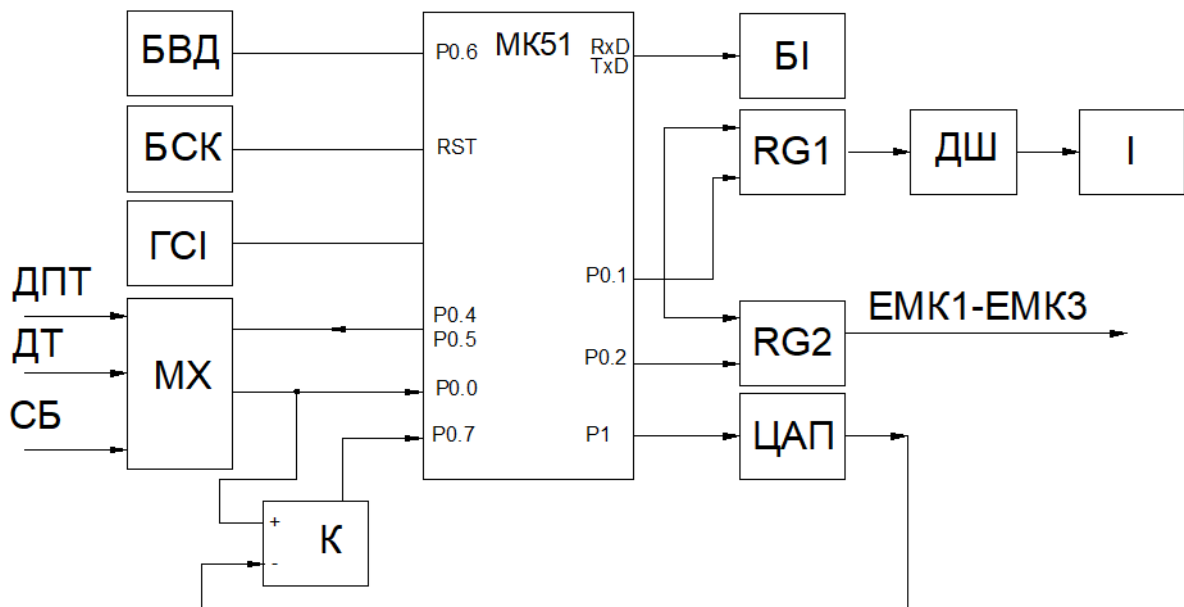 БВД
P0.6
МК51
RxD
TxD
БІ
БСК
RST
RG1
ДШ
І
ГСІ
ДПТ
P0.1
P0.4
P0.5
ЕМК1-ЕМК3
ДТ
МХ
P0.2
RG2
P0.0
СБ
P0.7
P1
ЦАП
+
К
-